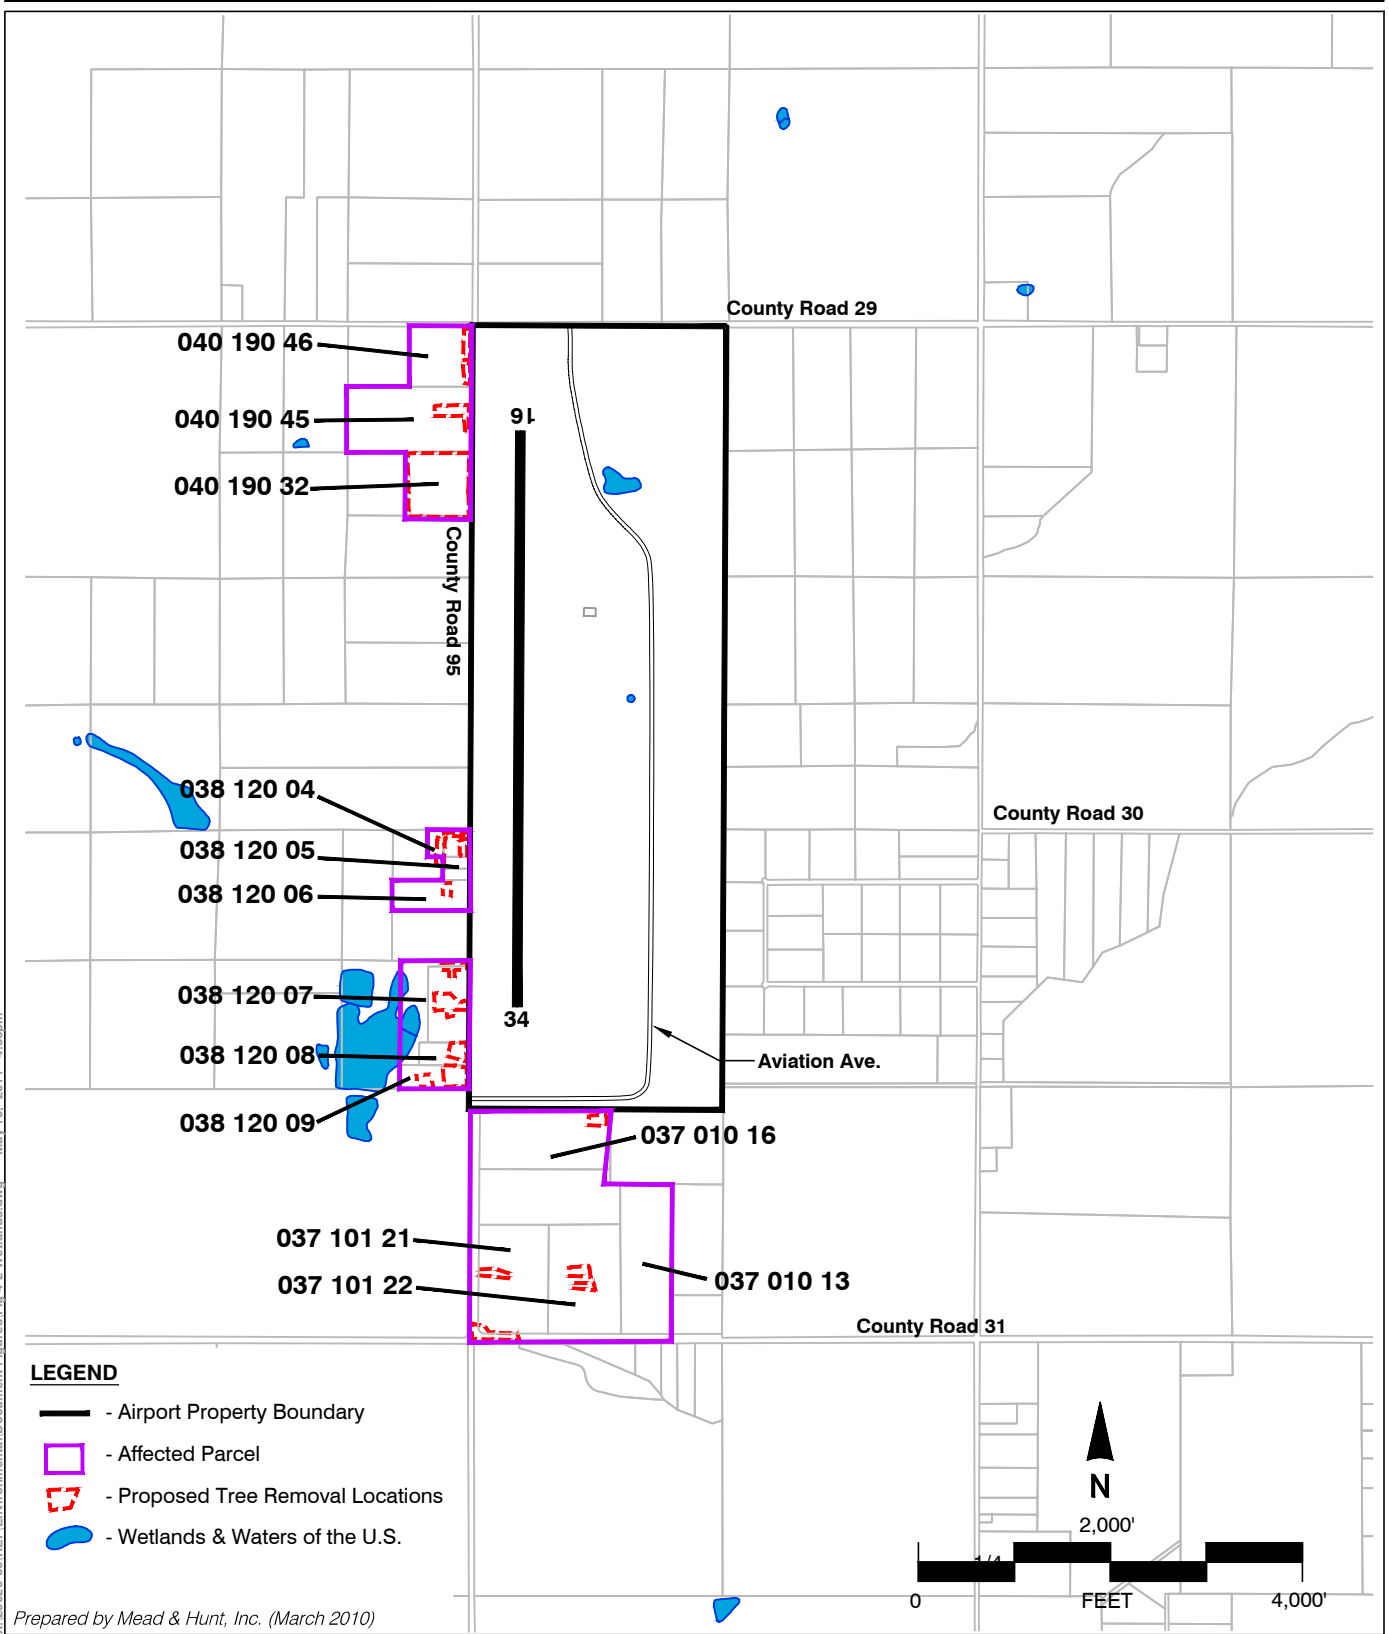 County Road 29
040 190 46
040 190 45
16
040 190 32
County Road 95
038 120 04
County Road 30
038 120 05
038 120 06
038 120 07
34
038 120 08
Aviation Ave.
038 120 09
037 010 16
037 101 21
037 101 22
037 010 13
County Road 31
LEGEND
- Airport Property Boundary
- Affected Parcel
- Proposed Tree Removal Locations
- Wetlands & Waters of the U.S.
N
2,000'
1/4
0
FEET
4,000'
Prepared by Mead & Hunt, Inc. (March 2010)